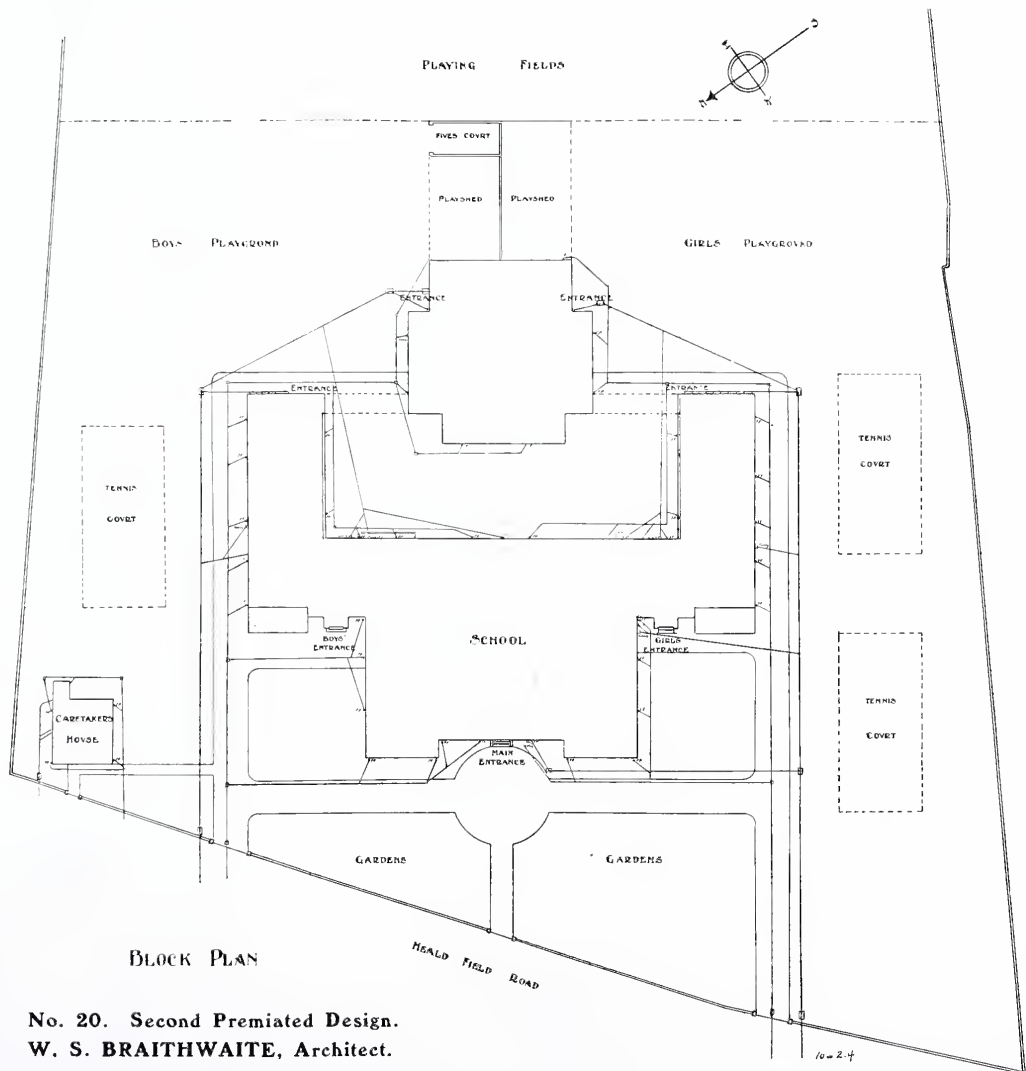 PLAYING FIELDS
FIVES COVRT
PLAYSHED PLAYSHED
BOYS PLAYGROND
GIRLS PLAYGROVND
ENTRANCE ENTRANCE
ENTRANCE ENTRANCE
TENNIS
COVRT
TENNIS
COVRT
BOYS'
ENTRANCE
SCHOOL
GIRLS
ENTRANCE
CARETAKERS
HOVSE
MAIN
ENTRANCE
TENNIS
COVRT
GARDENS GARDENS
BLOCK PLAN
HEALD FIELD ROAD
No. 20. Second Premiated Design.
W. S. BRAITHWAITE, Architect.